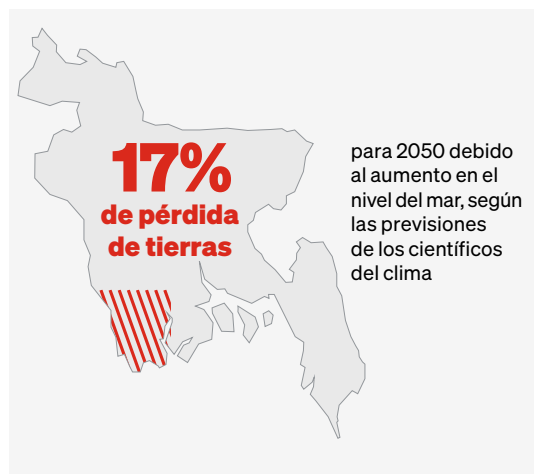 17%
de pérdida
de tierras
para 2050 debido
al aumento en el
nivel del mar, según
las previsiones
de los científicos
del clima